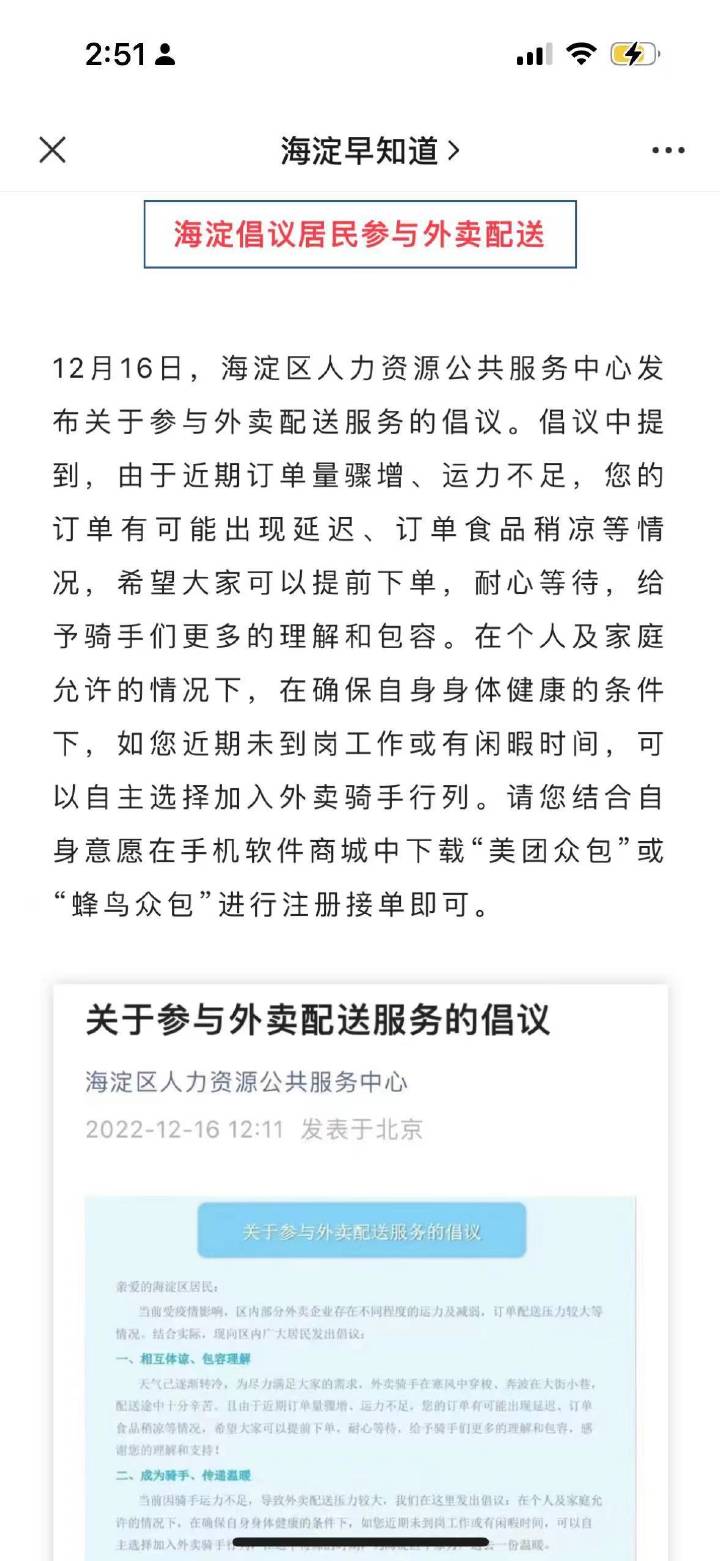 2:51
海淀早知道
海淀倡议居民参与外卖配送
12月16日，海淀区人力资源公共服务中心发
布关于参与外卖配送服务的倡议。倡议中提
到，由于近期订单量骤增、运力不足，您的
订单有可能出现延迟、订单食品稍凉等情
况，希望大家可以提前下单，耐心等待，给
予骑手们更多的理解和包容。在个人及家庭
允许的情况下，在确保自身身体健康的条件
下，如您近期未到岗工作或有闲暇时间，可
以自主选择加入外卖骑手行列。请您结合自
身意愿在手机软件商城中下载“美团众包”或
“蜂鸟众包”进行注册接单即可。
关于参与外卖配送服务的倡议
海淀区人力资源公共服务中心
2022-12-16 12:11 发表于北京
关于参与外卖配送服务的倡议
亲爱的海淀区居民：
当前受疫情影响，区内部分外卖企业存在不同程度的运力及减弱，订单配送压力较大等
情况。结合实际，现向区内广大居民发出倡议：
一、相互体谅、包容理解
天气已逐渐转冷，为尽力满足大家的需求，外卖骑手在寒风中穿梭、奔波在大街小巷，
配送途中十分辛苦。且由于近期订单量骤增、运力不足，您的订单有可能出现延迟、订单
食品稍凉等情况，希望大家可以提前下单、耐心等待，给予骑手们更多的理解和包容，感
谢您的理解和支持！
二、成为骑手、传递温暖
当前因骑手运力不足，导致外卖配送压力较大，我们在这里发出倡议：在个人及家庭允
许的情况下，在确保自身身体健康的条件下，如您近期未到岗工作或有闲暇时间，可以自
主选择加入外卖骑手